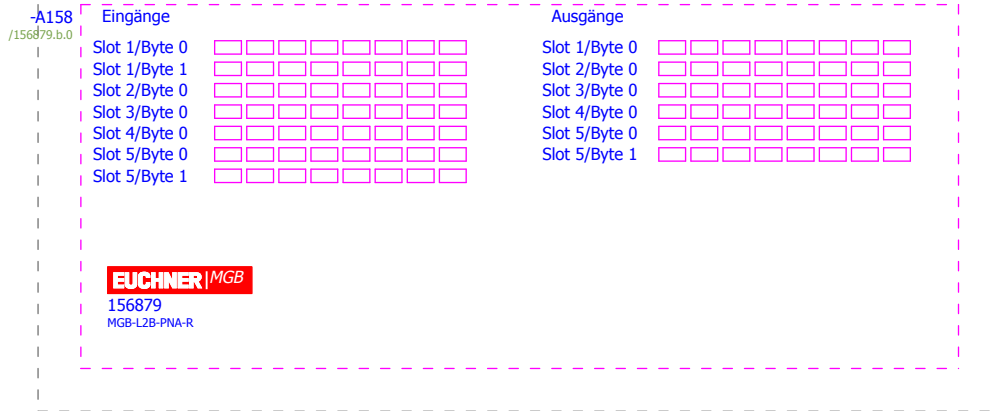 -A158
/156879.b.0
Eingänge
Slot 1/Byte 0
Slot 1/Byte 1
Slot 2/Byte 0
Slot 3/Byte 0
Slot 4/Byte 0
Slot 5/Byte 0
Slot 5/Byte 1
Ausgänge
Slot 1/Byte 0
Slot 2/Byte 0
Slot 3/Byte 0
Slot 4/Byte 0
Slot 5/Byte 0
Slot 5/Byte 1
EUCHNER|MGB
156879
MGB-L2B-PNA-R